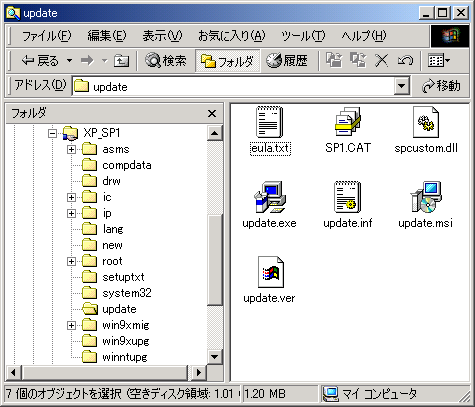 update
ファイル(F) 編集(E) 表示(V) お気に入り(A) ツール(T) ヘルプ(H)
戻る 検索 フォルダ 履歴
アドレス(D) update 移動
フォルダ
XP_SP1
asms
compdata
drw
ic
ip
lang
new
root
setuptxt
system32
update
win9xmig
win9xupg
winntupg
eula.txt SP1.CAT spcustom.dll
update.exe update.inf update.msi
update.ver
7 個のオブジェクトを選択 (空きディスク領域: 1.01 1.20 MB マイ コンピュータ